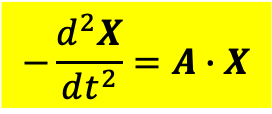 − d²X/dt² = A · X